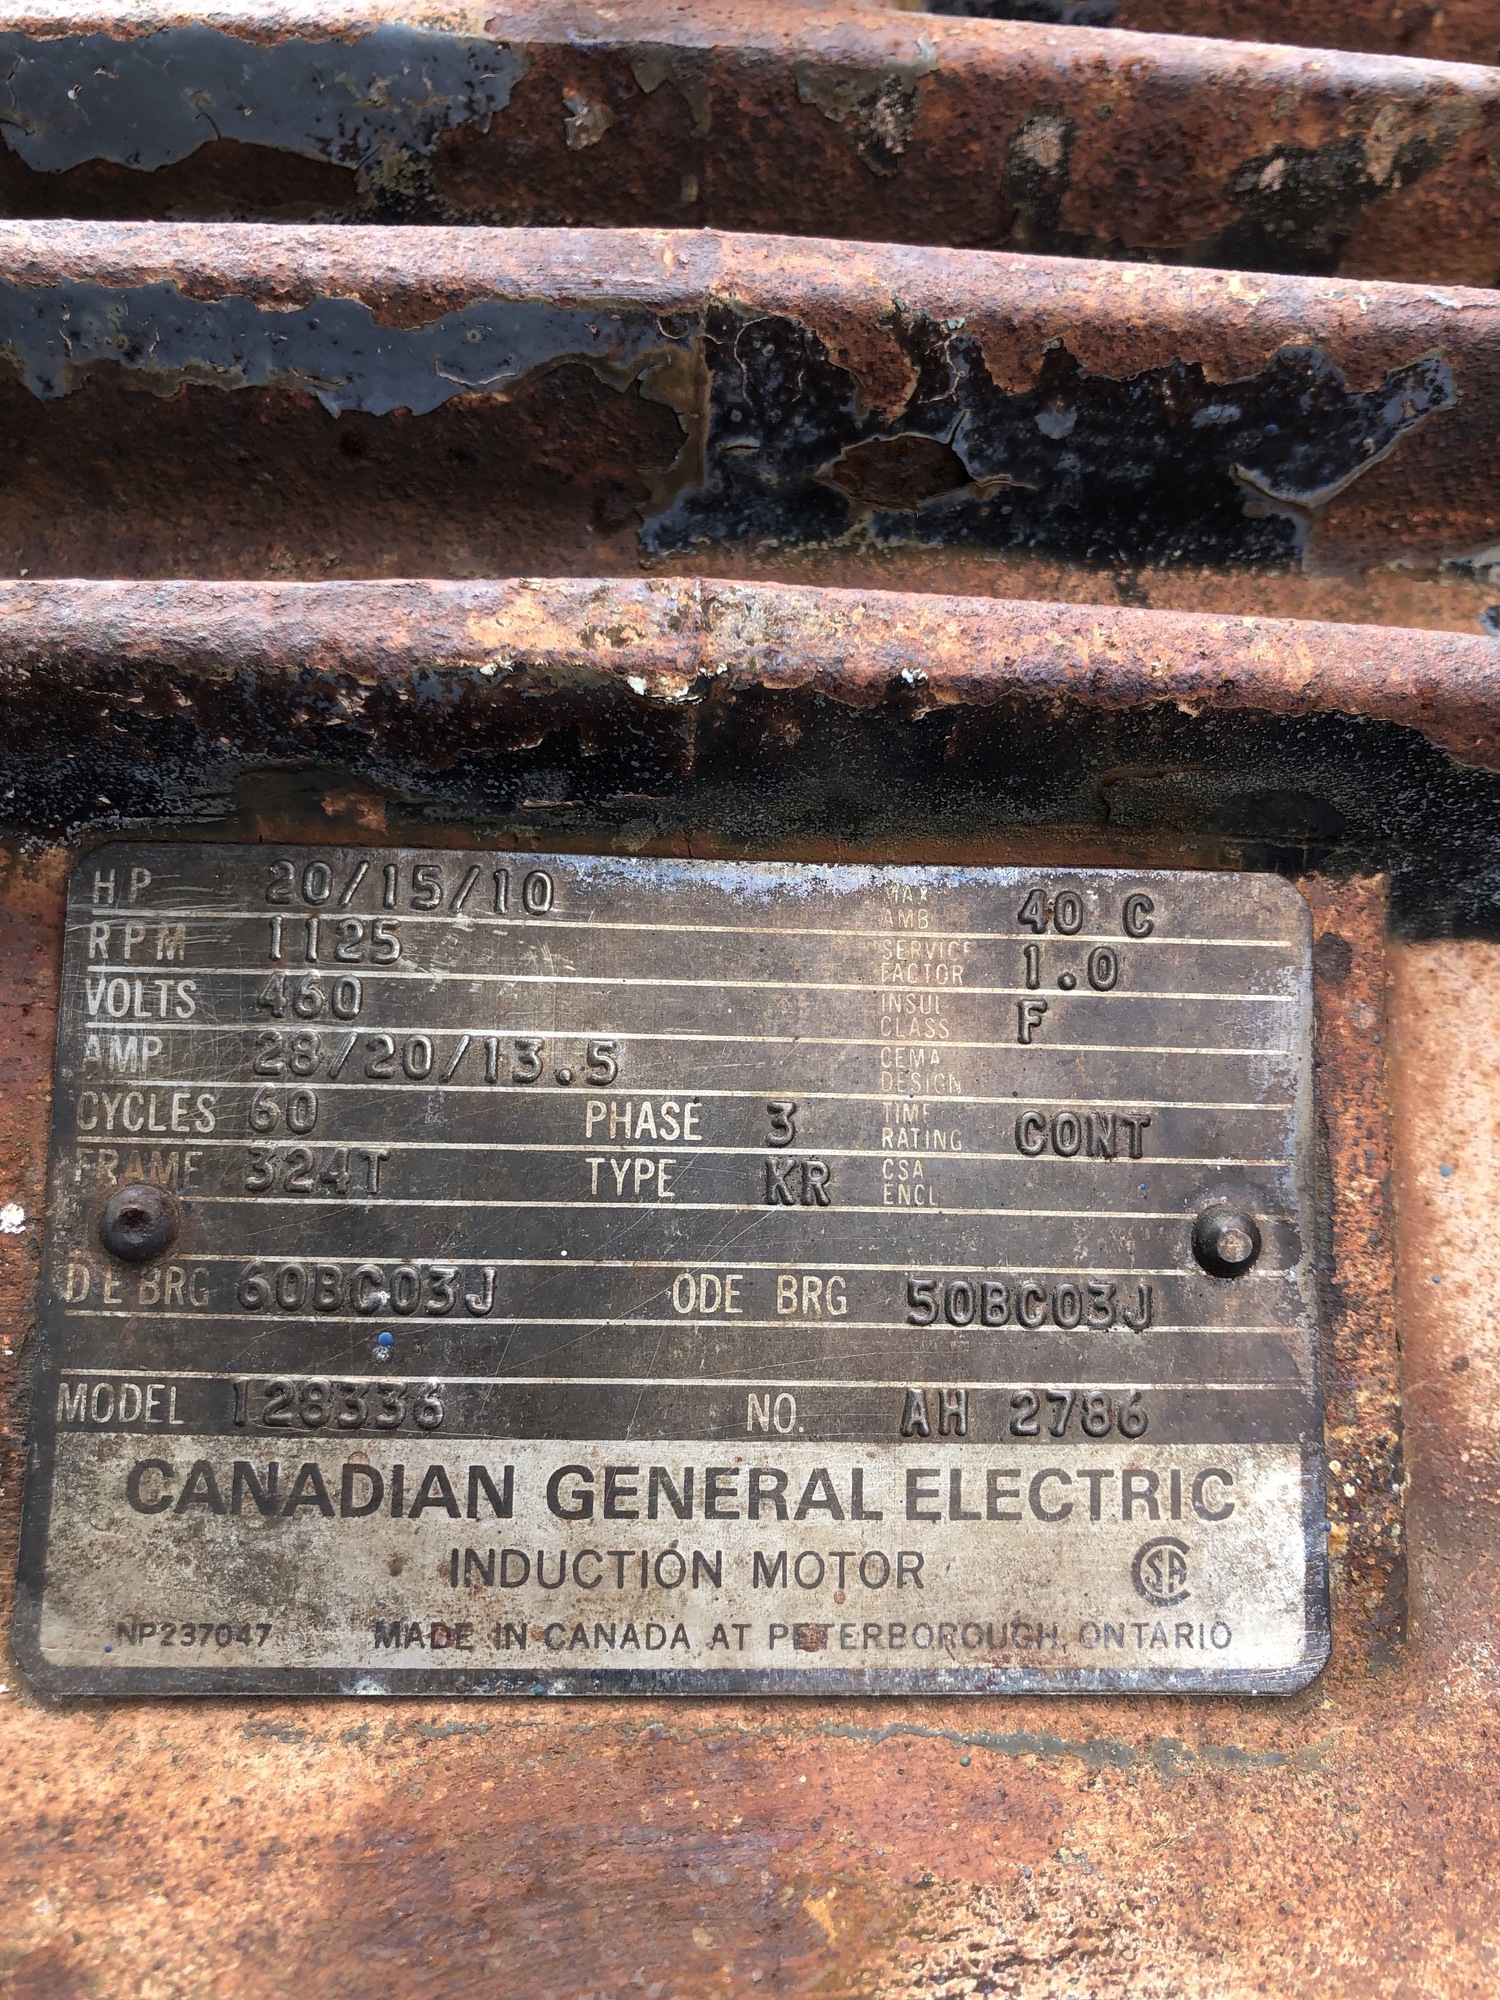 HP 20/15/10 MAX AMB 40 C
RPM 1125 SERVICE FACTOR 1.0
VOLTS 460 INSUL CLASS F
AMP 28/20/13.5 CEMA DESIGN
CYCLES 60 PHASE 3 TIME RATING CONT
FRAME 324T TYPE KR CSA ENCL
D E BRG 60BC03J ODE BRG 50BC03J
MODEL 128336 NO. AH 2786
CANADIAN GENERAL ELECTRIC
INDUCTION MOTOR
SA
NP237047 MADE IN CANADA AT PETERBOROUGH, ONTARIO